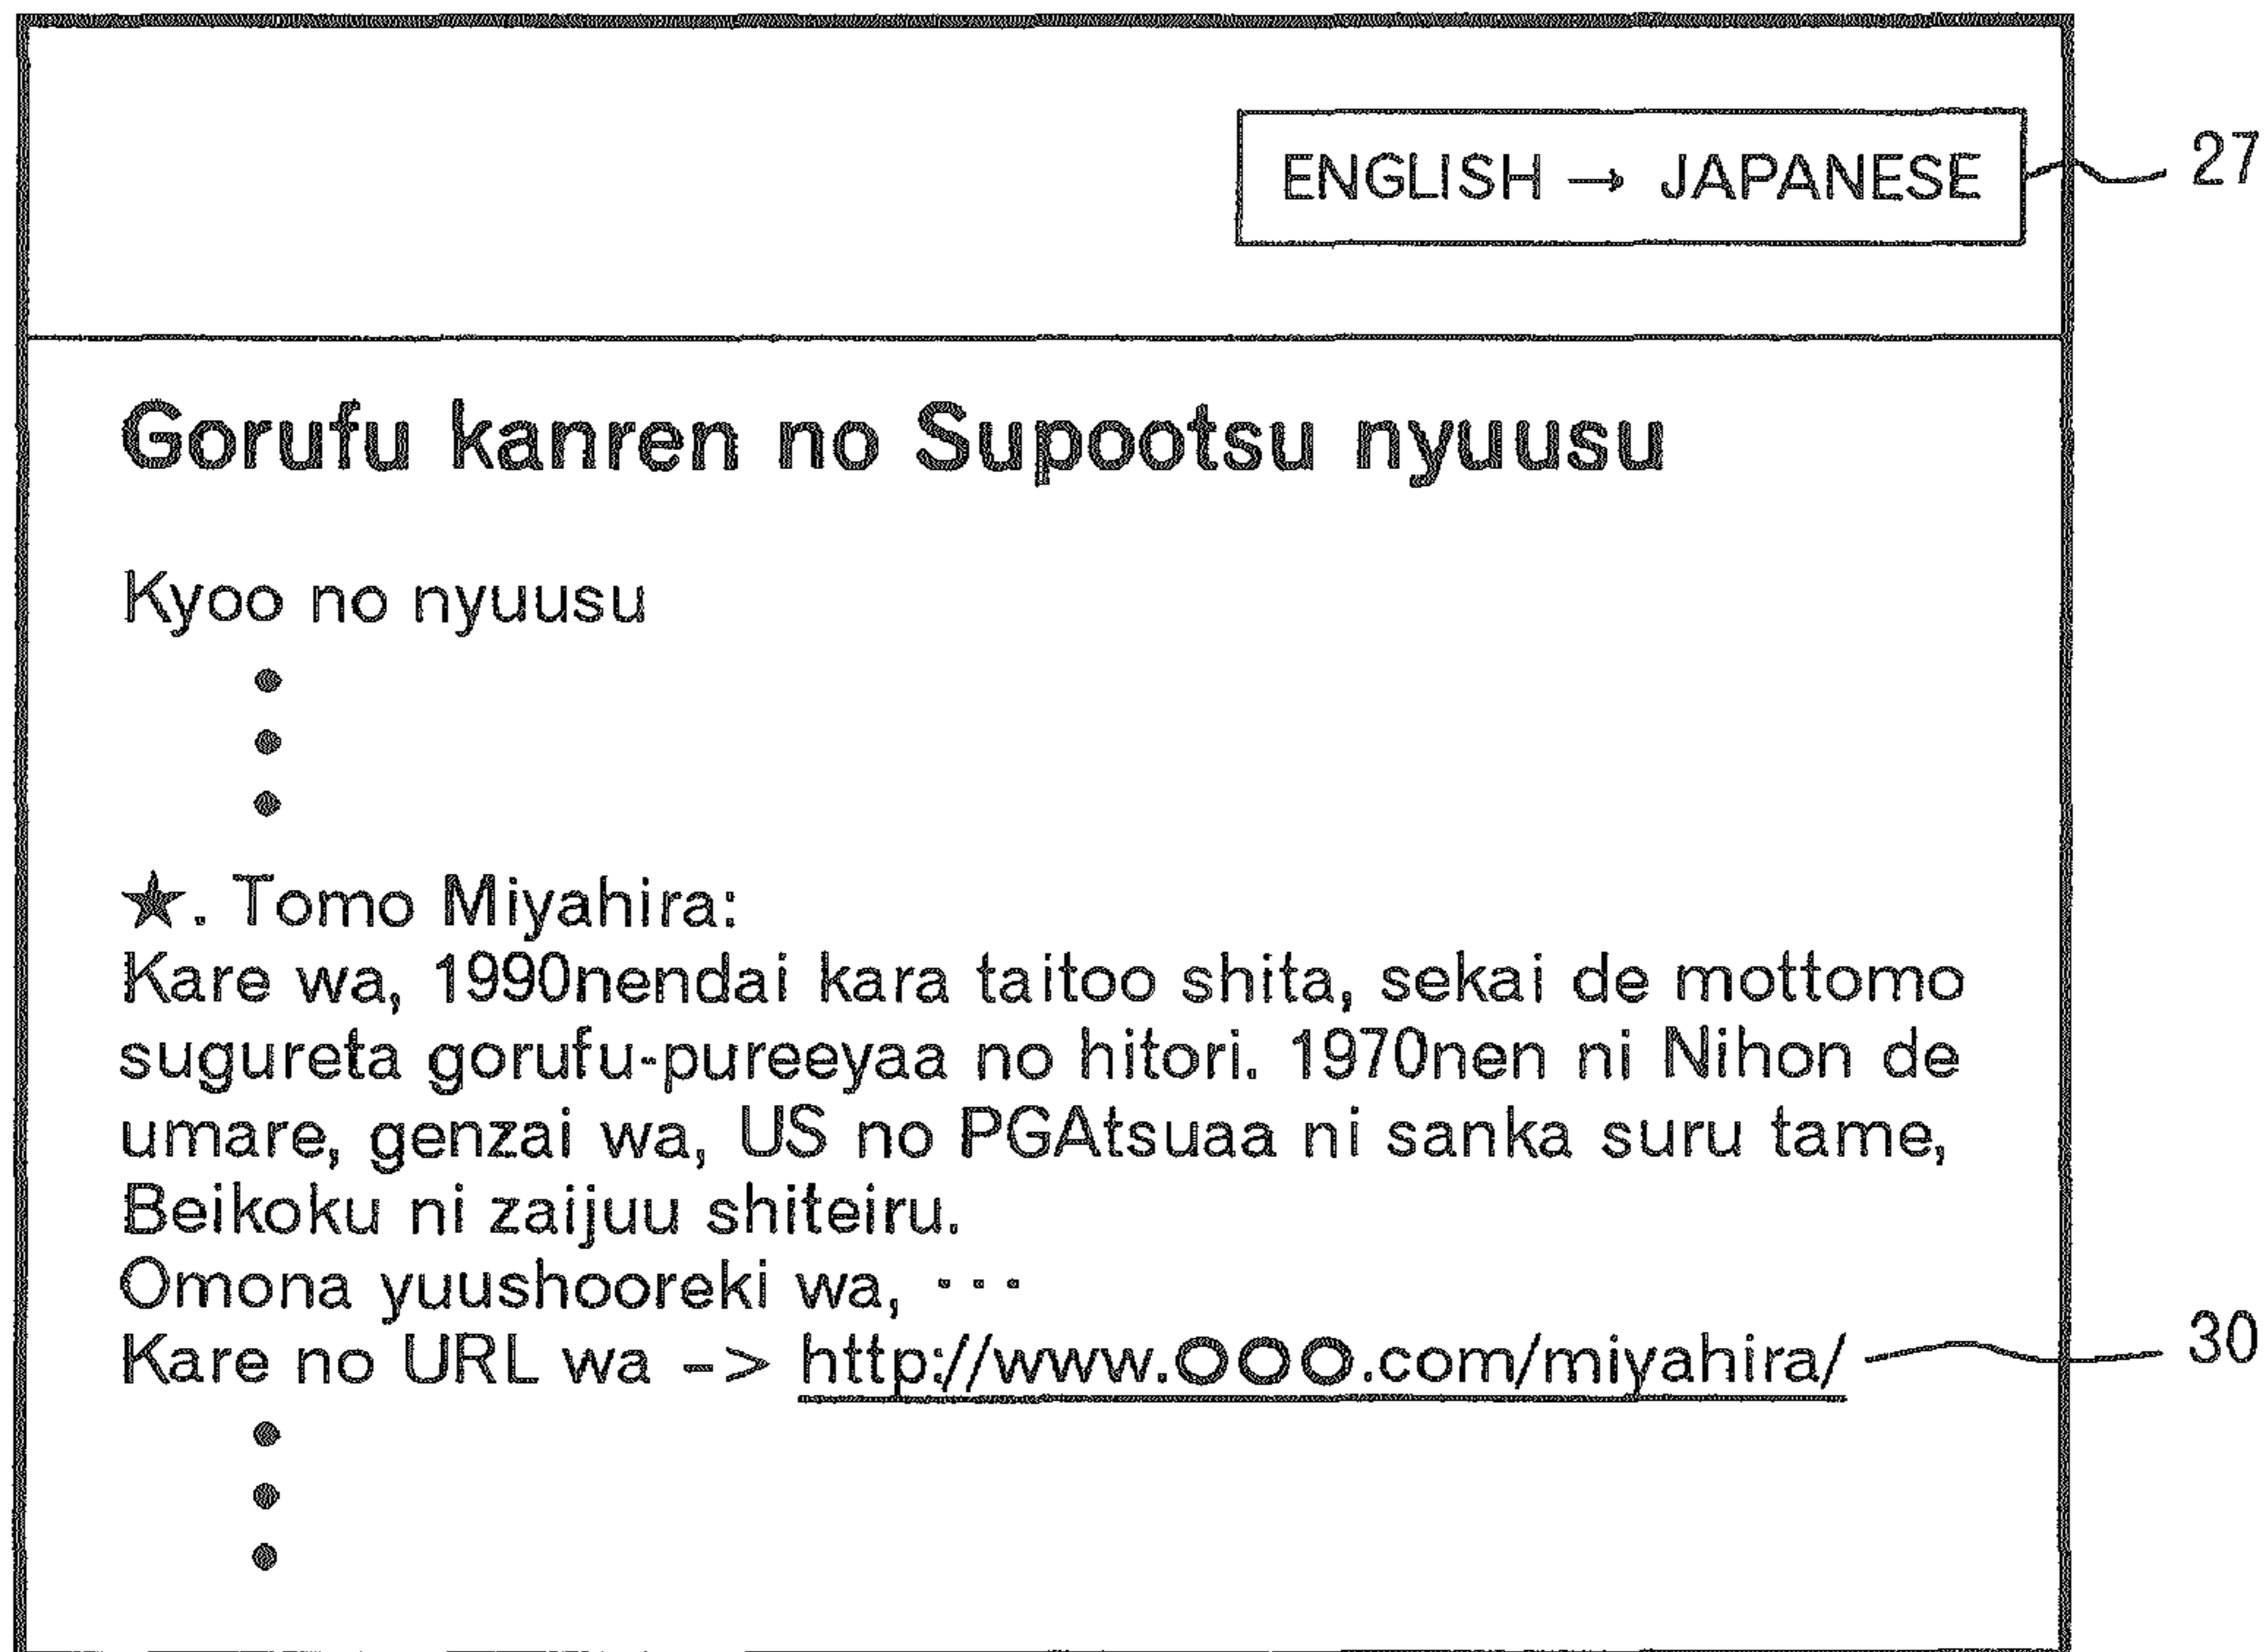 ENGLISH → JAPANESE
27
Gorufu kanren no Supootsu nyuusu
Kyoo no nyuusu
★. Tomo Miyahira:
Kare wa, 1990nendai kara taitoo shita, sekai de mottomo
sugureta gorufu-pureeyaa no hitori. 1970nen ni Nihon de
umare, genzai wa, US no PGAtsuaa ni sanka suru tame,
Beikoku ni zaijuu shiteiru.
Omona yuushooreki wa, ···
Kare no URL wa -> http://www.○○○.com/miyahira/
30